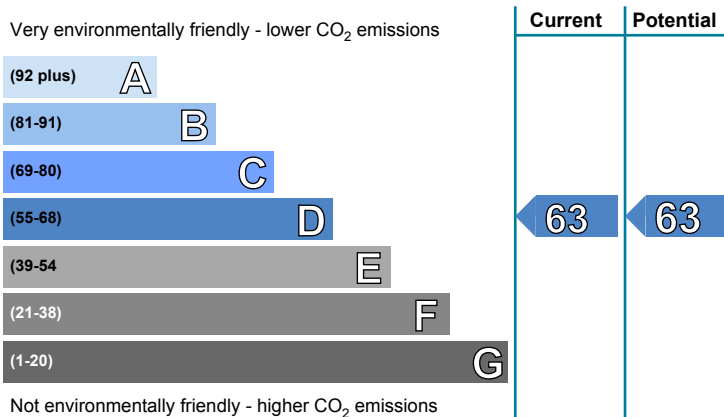 Current Potential
Very environmentally friendly - lower CO2 emissions
(92 plus) A
(81-91) B
(69-80) C
(55-68) D 63 63
(39-54 E
(21-38) F
(1-20) G
Not environmentally friendly - higher CO2 emissions